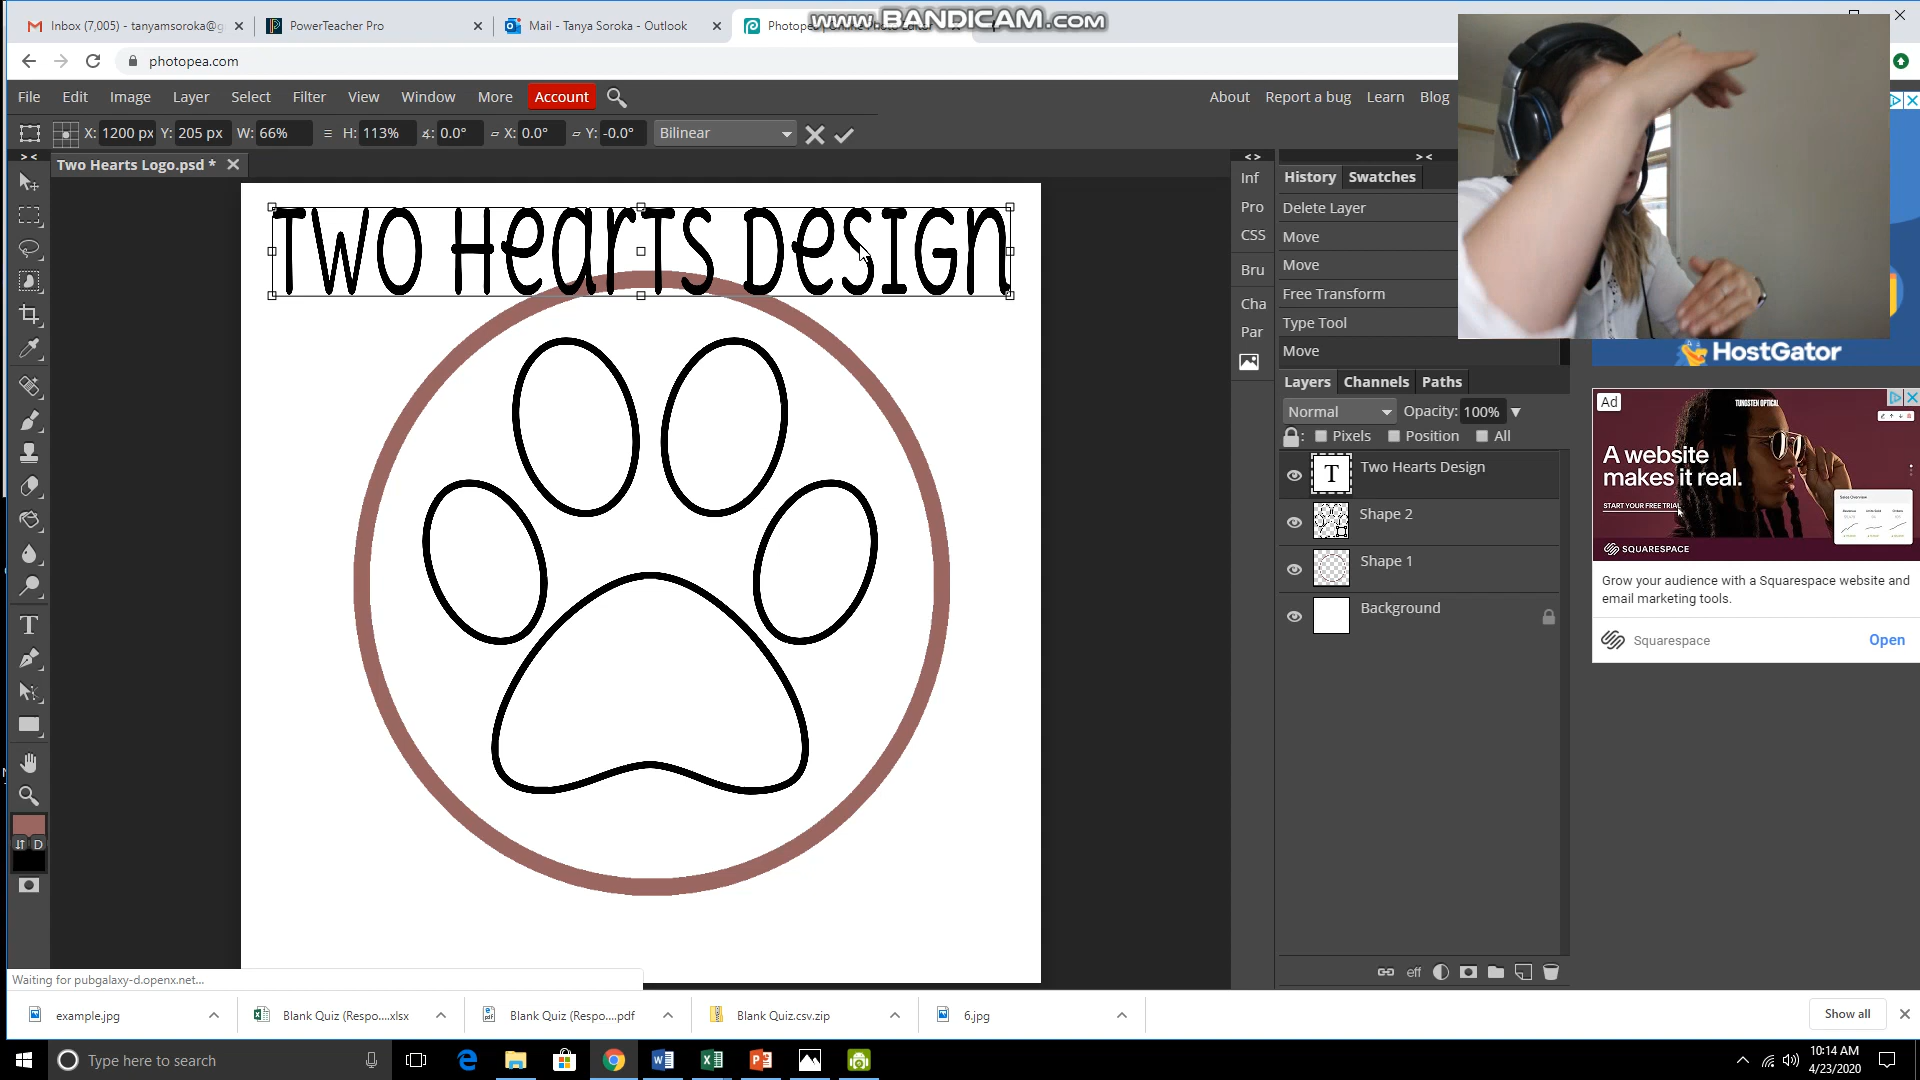 www.BANDICAM.com
Inbox (7,005) - tanyamsoroka@g
PowerTeacher Pro
Mail - Tanya Soroka - Outlook
photopea.com
File Edit Image Layer Select Filter View Window More Account
About Report a bug Learn Blog
X: 1200 px Y: 205 px W: 66% H: 113% ∡: 0.0° X: 0.0° Y: -0.0° Bilinear
Two Hearts Logo.psd *
Two Hearts Design
Inf
Pro
CSS
Bru
Cha
Par
History Swatches
Delete Layer
Move
Move
Free Transform
Type Tool
Move
Layers Channels Paths
Normal Opacity: 100%
Pixels Position All
T Two Hearts Design
Shape 2
Shape 1
Background
eff
T
D
HostGator
Ad
TUNGSTEN OPTICAL
A website
makes it real.
START YOUR FREE TRIAL
SQUARESPACE
Grow your audience with a Squarespace website and
email marketing tools.
Squarespace
Open
Waiting for pubgalaxy-d.openx.net...
example.jpg
Blank Quiz (Respo....xlsx
Blank Quiz (Respo....pdf
Blank Quiz.csv.zip
6.jpg
Show all
Type here to search
10:14 AM
4/23/2020